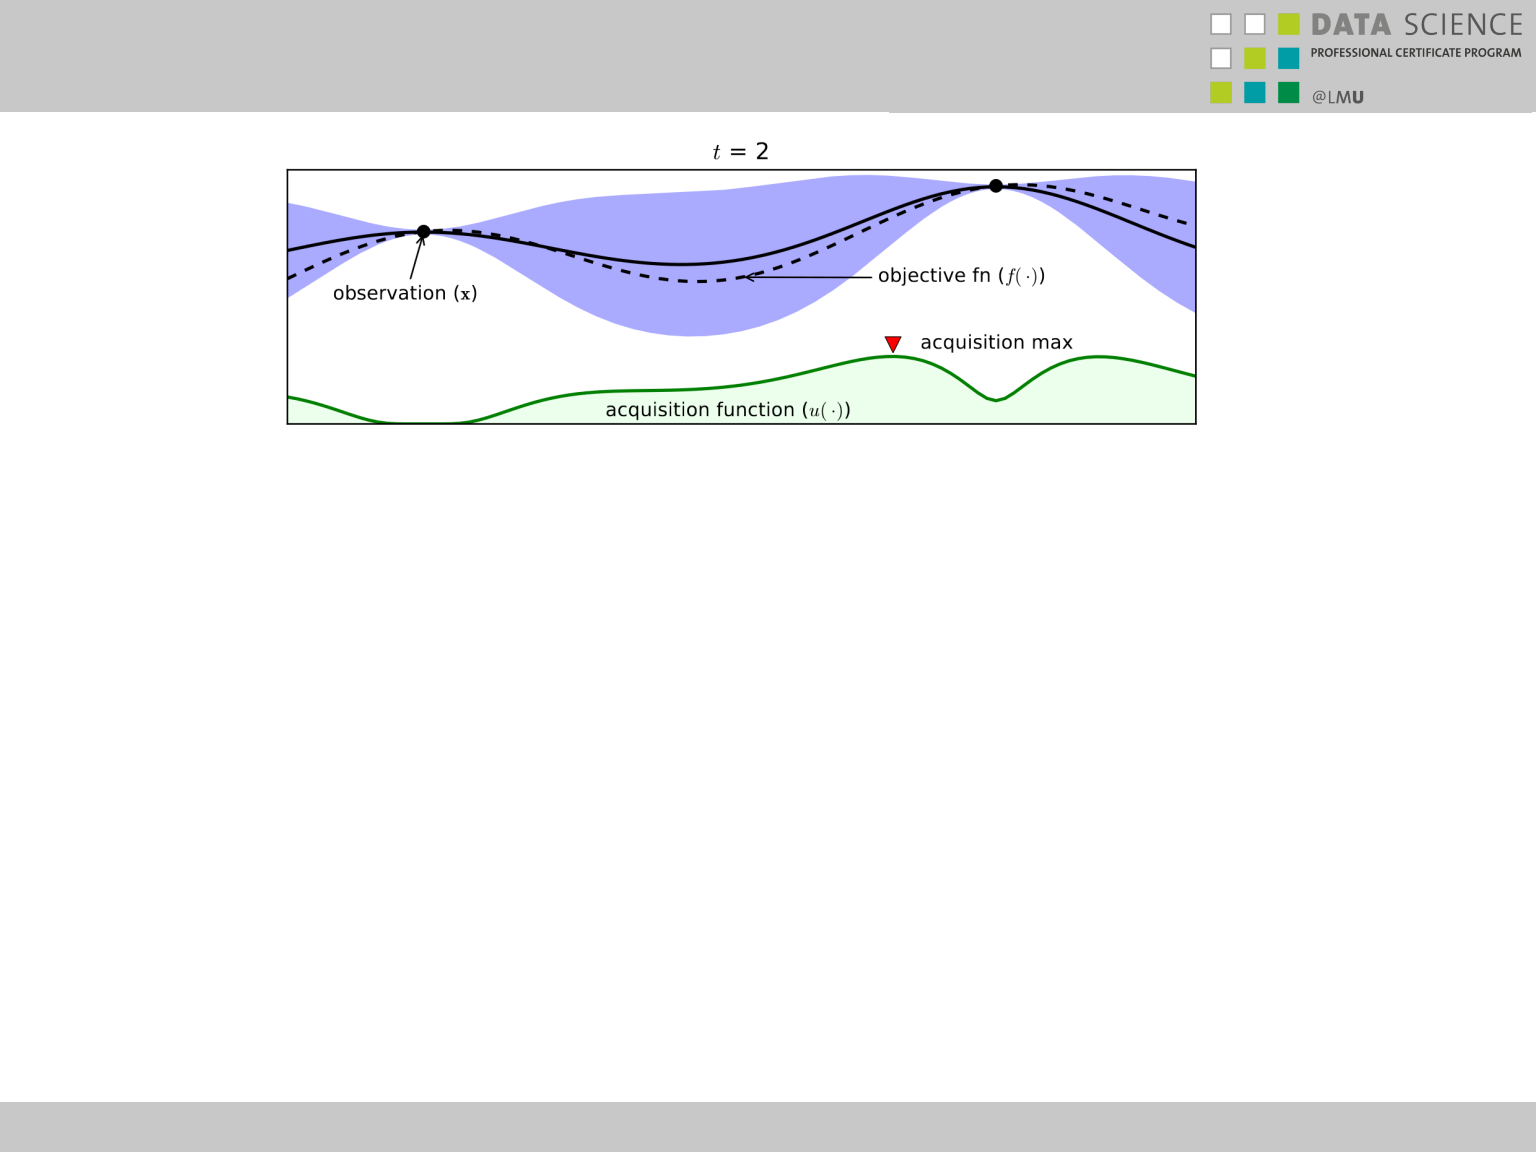 DATA SCIENCE
PROFESSIONAL CERTIFICATE PROGRAM
@LMU
t = 2
observation (x)
objective fn (f(·))
acquisition max
acquisition function (u(·))